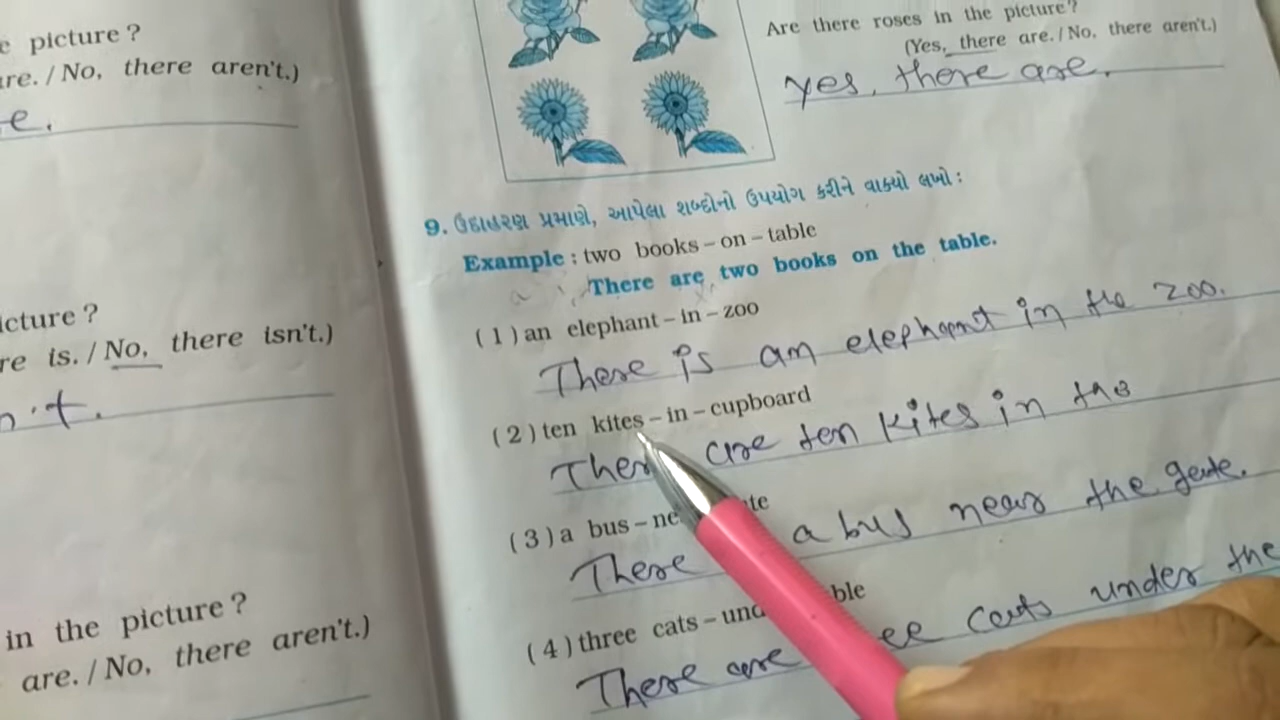 e picture ?
re. / No, there aren't.)
e.
icture ?
re is. / No, there isn't.)
n't.
in the picture ?
are. / No, there aren't.)
Are there roses in the picture ?
(Yes, there are. / No, there aren't.)
yes, there are.
9. ઉદાહરણ પ્રમાણે, આપેલા શબ્દોનો ઉપયોગ કરીને વાક્યો લખો :
Example : two books – on – table
There are two books on the table.
( 1 ) an elephant – in – zoo
There is an elephant in the zoo.
( 2 ) ten kites – in – cupboard
There are ten kites in the
( 3 ) a bus – ne te
There a bus near the gate.
( 4 ) three cats – und ble
There are ee cats under the